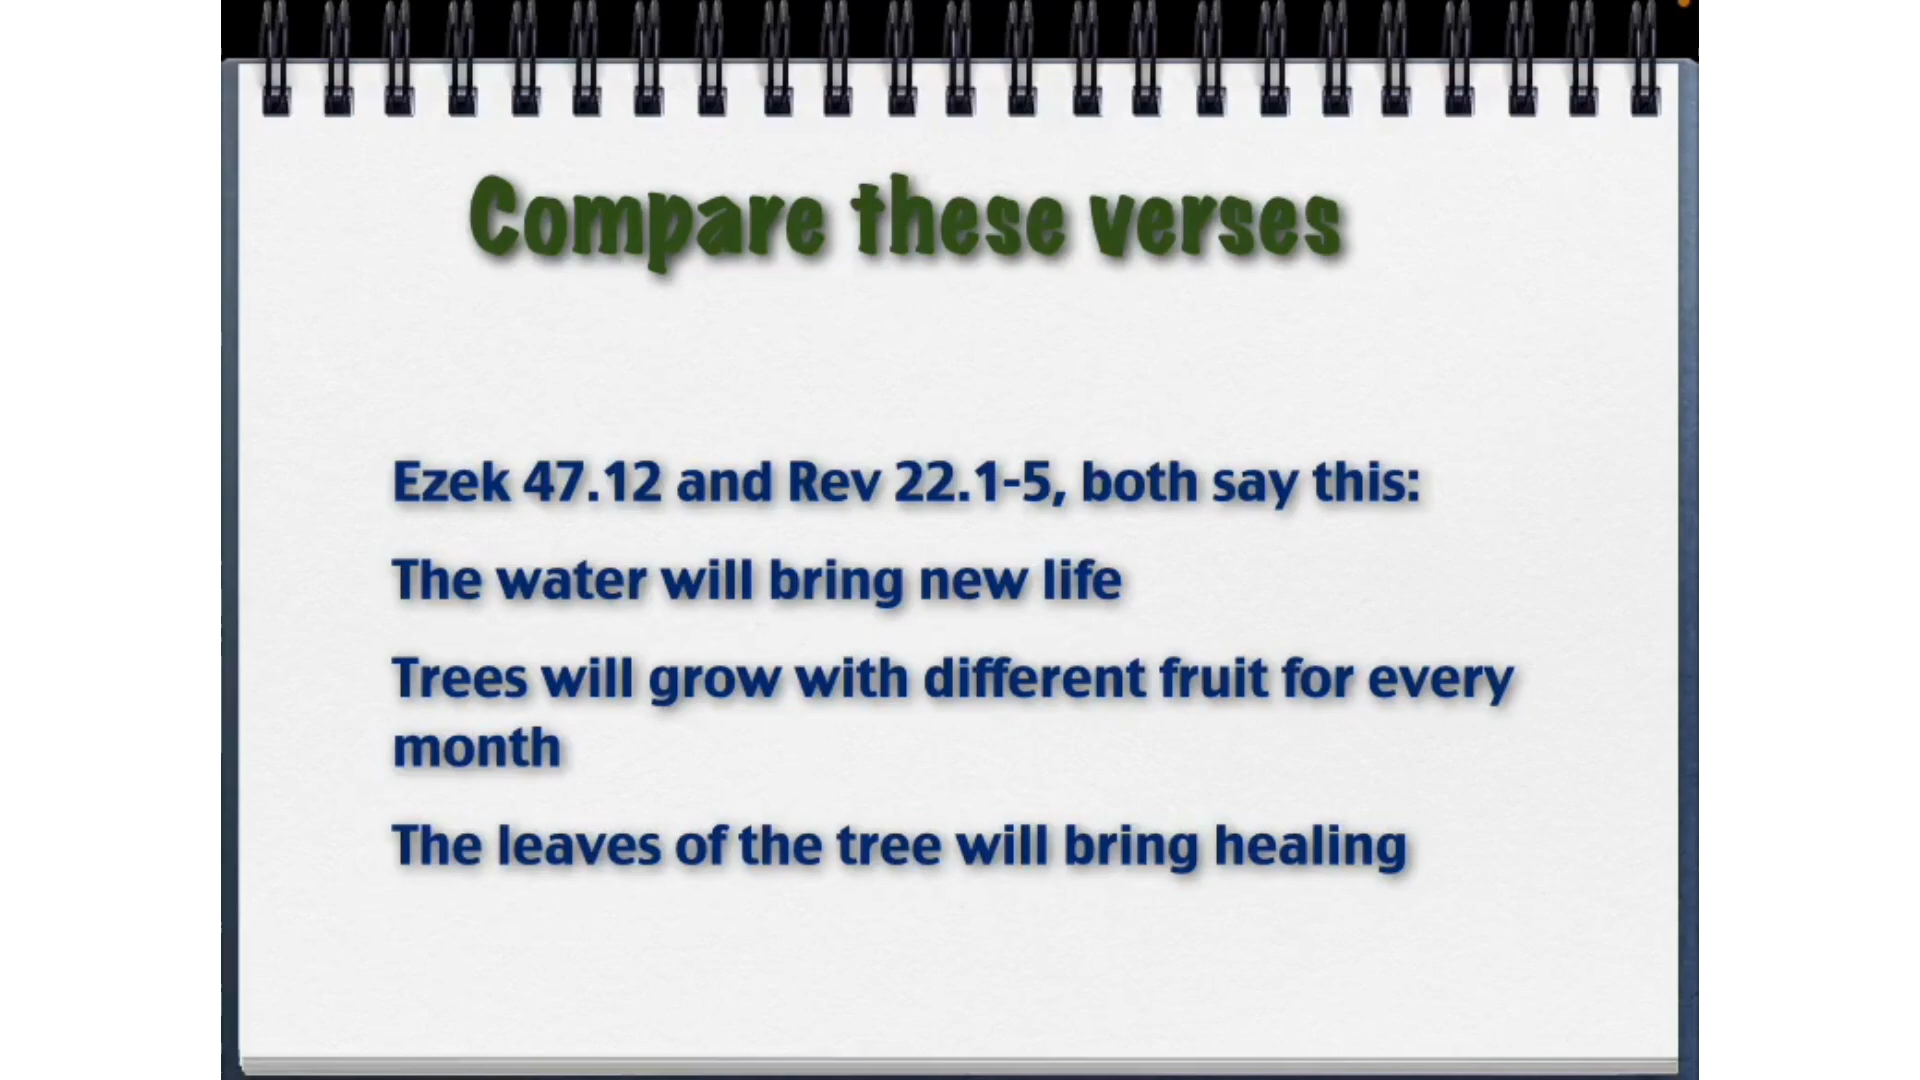 Compare these verses
Ezek 47.12 and Rev 22.1-5, both say this:
The water will bring new life
Trees will grow with different fruit for every
month
The leaves of the tree will bring healing